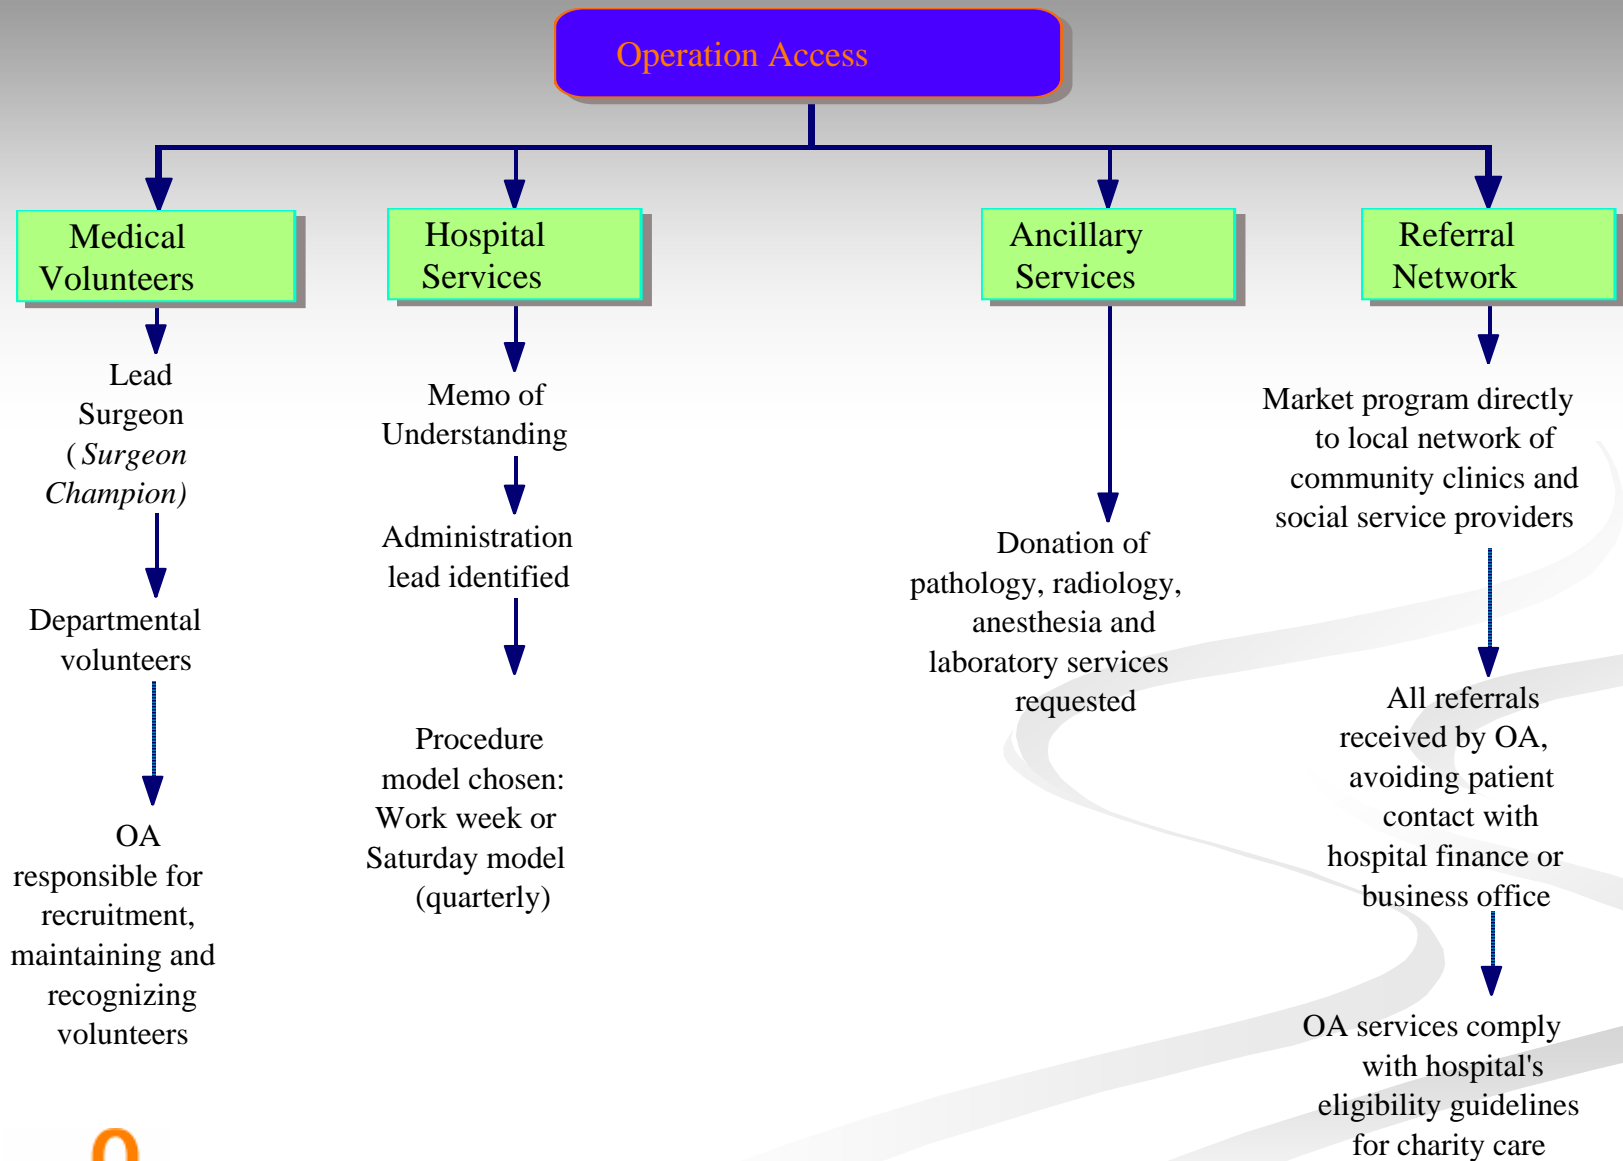 Operation Access
Medical
Volunteers
Lead
Surgeon
(Surgeon
Champion)
Departmental
volunteers
OA
responsible for
recruitment,
maintaining and
recognizing
volunteers
Hospital
Services
Memo of
Understanding
Administration
lead identified
Procedure
model chosen:
Work week or
Saturday model
(quarterly)
Ancillary
Services
Donation of
pathology, radiology,
anesthesia and
laboratory services
requested
Referral
Network
Market program directly
to local network of
community clinics and
social service providers
All referrals
received by OA,
avoiding patient
contact with
hospital finance or
business office
OA services comply
with hospital's
eligibility guidelines
for charity care